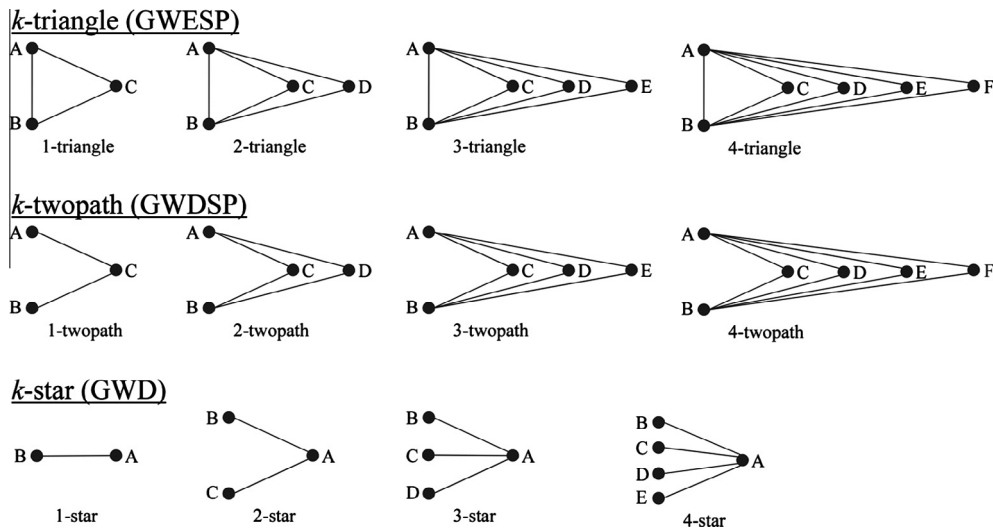 k-triangle (GWESP)
A C B
A C D B
A C D E B
A C D E F B
1-triangle 2-triangle 3-triangle 4-triangle
k-twopath (GWDSP)
A C B
A C D B
A C D E B
A C D E F B
1-twopath 2-twopath 3-twopath 4-twopath
k-star (GWD)
B A
B A C
B C A D
B C A D E
1-star 2-star 3-star 4-star